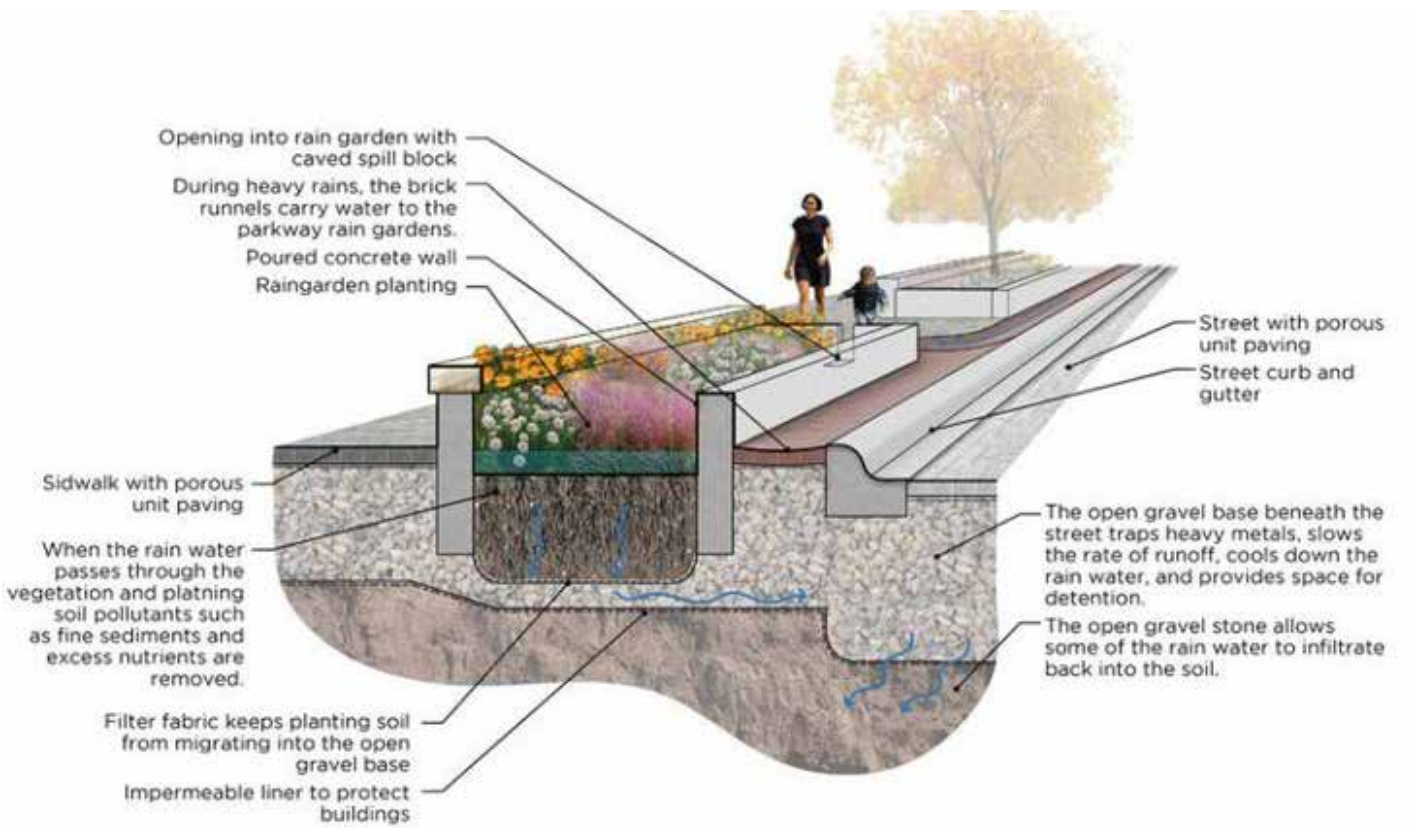 Opening into rain garden with
caved spill block
During heavy rains, the brick
runnels carry water to the
parkway rain gardens.
Poured concrete wall
Raingarden planting
Sidwalk with porous
unit paving
When the rain water
passes through the
vegetation and platning
soil pollutants such
as fine sediments and
excess nutrients are
removed.
Filter fabric keeps planting soil
from migrating into the open
gravel base
Impermeable liner to protect
buildings
Street with porous
unit paving
Street curb and
gutter
The open gravel base beneath the
street traps heavy metals, slows
the rate of runoff, cools down the
rain water, and provides space for
detention.
The open gravel stone allows
some of the rain water to infiltrate
back into the soil.